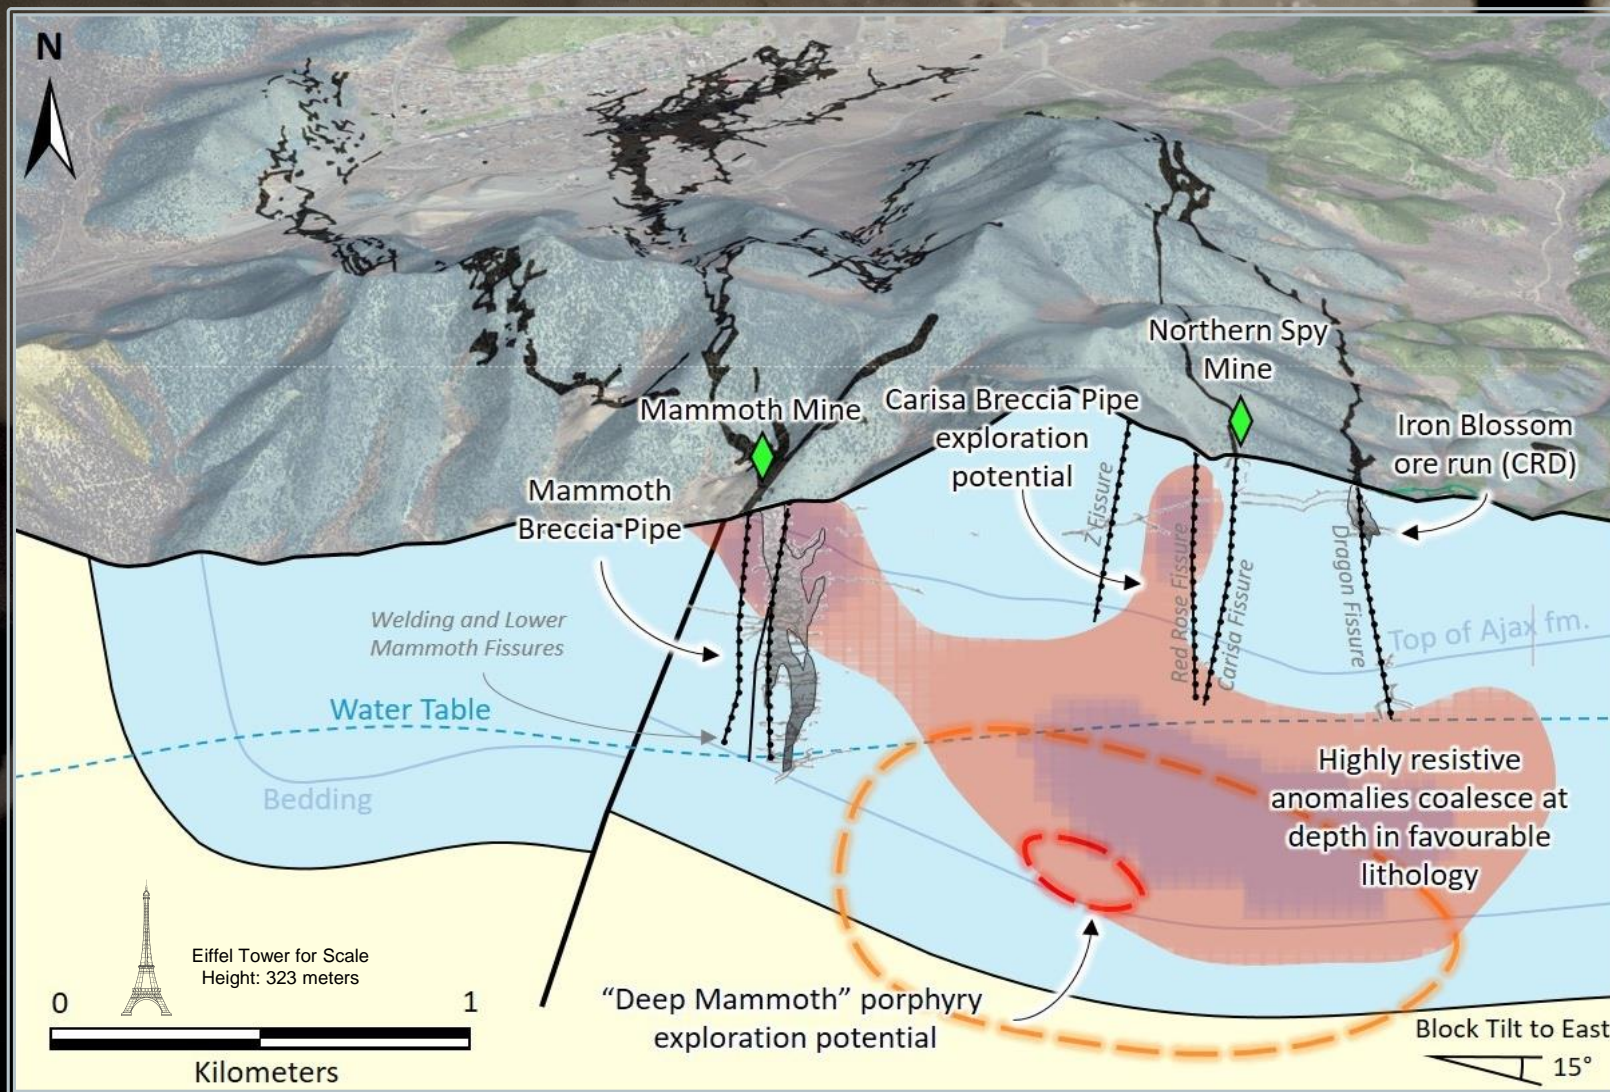 N
Northern Spy
Mine
Mammoth Mine
Carisa Breccia Pipe
exploration
potential
Iron Blossom
ore run (CRD)
Mammoth
Breccia Pipe
Z Fissure
Red Rose Fissure
Carisa Fissure
Dragon Fissure
Welding and Lower
Mammoth Fissures
Top of Ajax fm.
Water Table
Bedding
Highly resistive
anomalies coalesce at
depth in favourable
lithology
Eiffel Tower for Scale
Height: 323 meters
0 1
Kilometers
“Deep Mammoth” porphyry
exploration potential
Block Tilt to East
15°